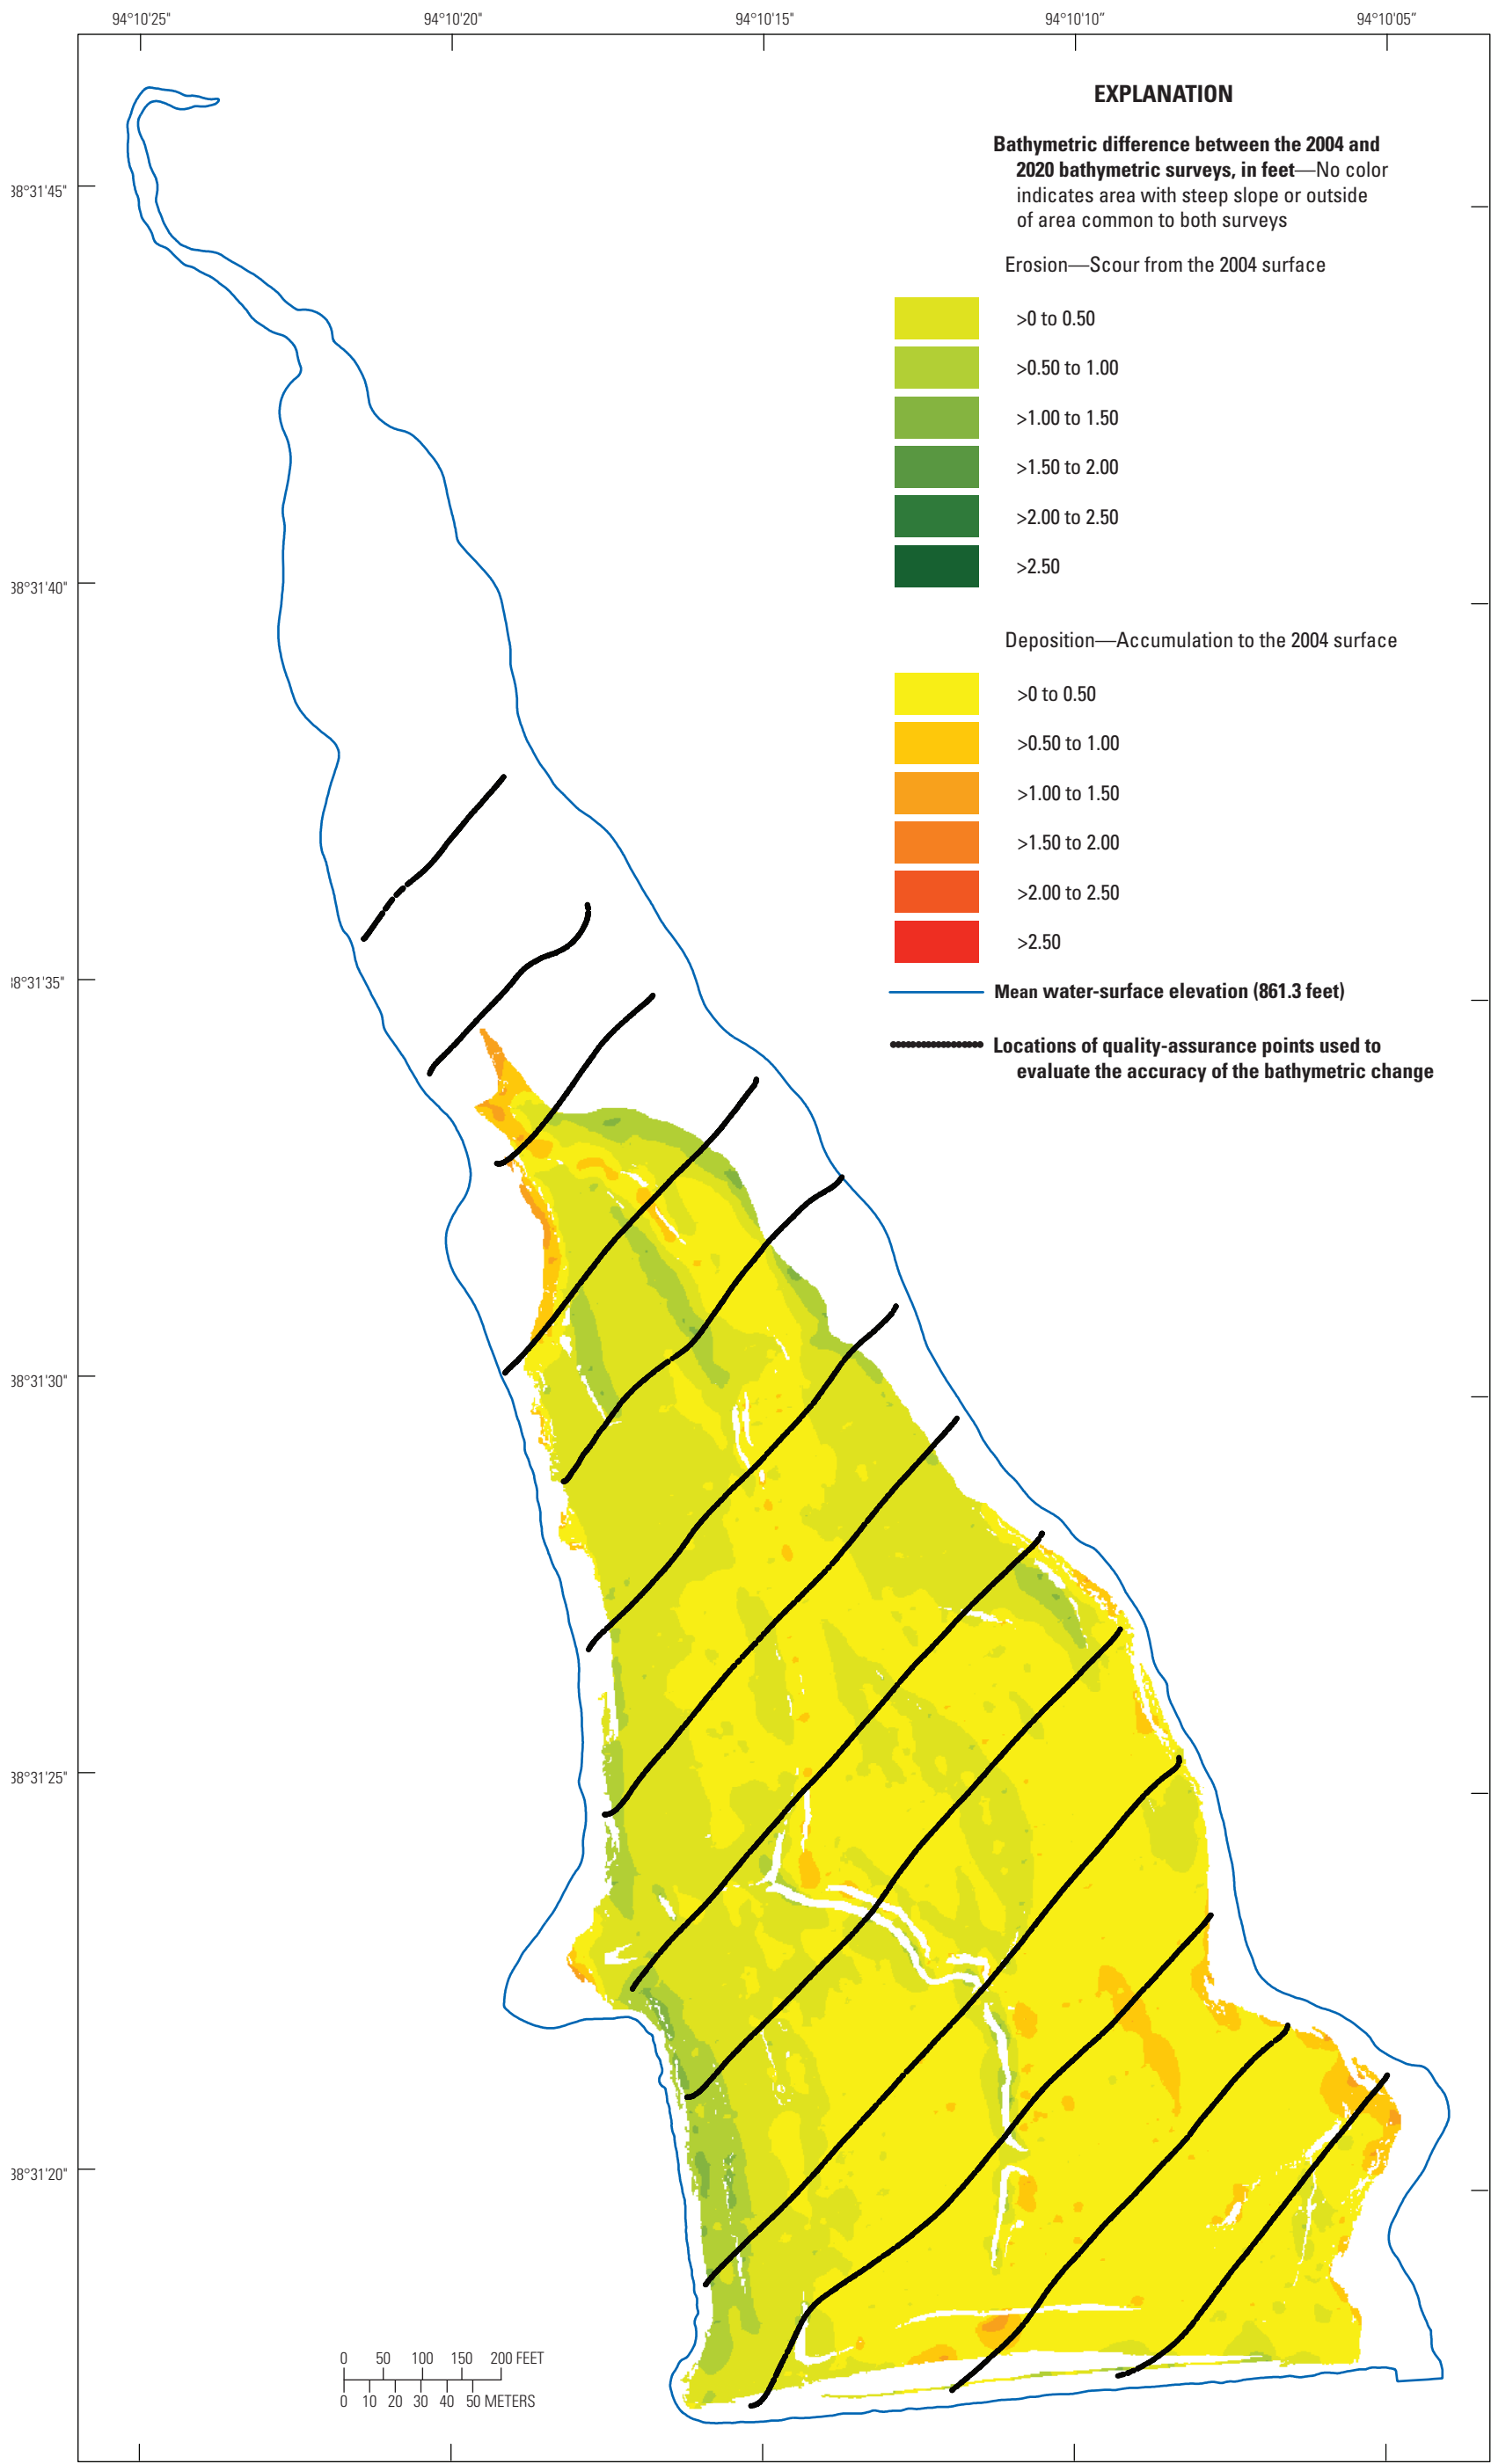 94°10'25" 94°10'20" 94°10'15" 94°10'10" 94°10'05"
EXPLANATION
Bathymetric difference between the 2004 and
2020 bathymetric surveys, in feet—No color
indicates area with steep slope or outside
of area common to both surveys
Erosion—Scour from the 2004 surface
>0 to 0.50
>0.50 to 1.00
>1.00 to 1.50
>1.50 to 2.00
>2.00 to 2.50
>2.50
Deposition—Accumulation to the 2004 surface
>0 to 0.50
>0.50 to 1.00
>1.00 to 1.50
>1.50 to 2.00
>2.00 to 2.50
>2.50
Mean water-surface elevation (861.3 feet)
Locations of quality-assurance points used to
evaluate the accuracy of the bathymetric change
38°31'45"
38°31'40"
38°31'35"
38°31'30"
38°31'25"
38°31'20"
0 50 100 150 200 FEET
0 10 20 30 40 50 METERS